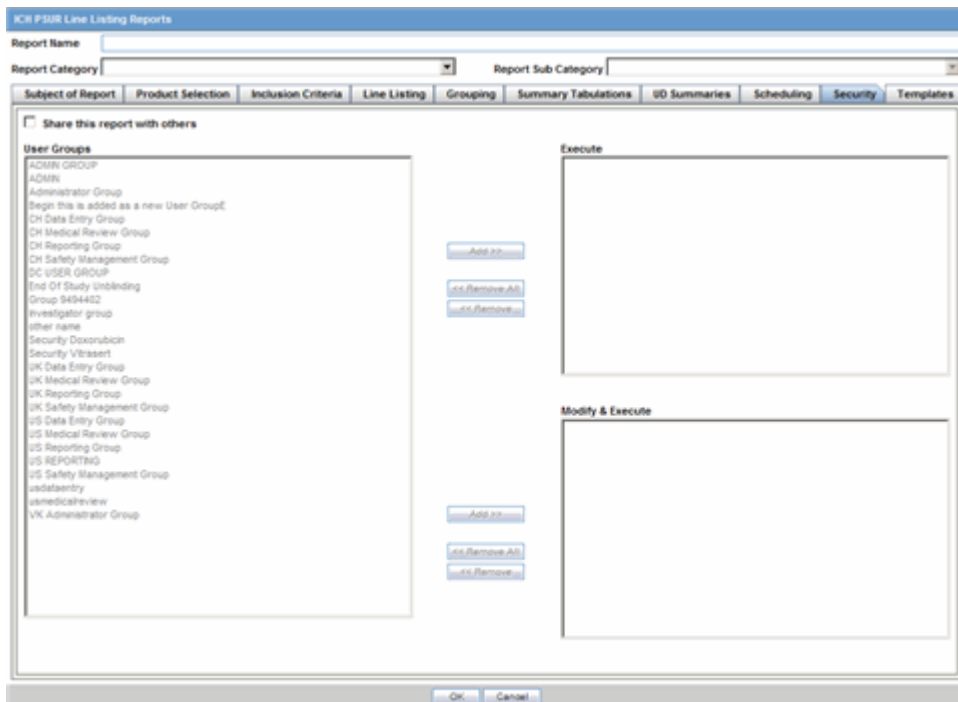 ICH PSUR Line Listing Reports
Report Name
Report Category Report Sub Category
Subject of Report Product Selection Inclusion Criteria Line Listing Grouping Summary Tabulations UD Summaries Scheduling Security Templates
Share this report with others
User Groups Execute
ADMIN GROUP
ADMIN
Administrator Group
Begin this is added as a new User GroupE
CH Data Entry Group
CH Medical Review Group
CH Reporting Group
CH Safety Management Group
DC USER GROUP
End Of Study Unblinding
Group 9494402
Investigator group
other name
Security Doxorubicin
Security Vitrasert
UK Data Entry Group
UK Medical Review Group
UK Reporting Group
UK Safety Management Group
US Data Entry Group
US Medical Review Group
US Reporting Group
US REPORTING
US Safety Management Group
usdataentry
usmedicalreview
VK Administrator Group
Add >>
<< Remove All
<< Remove
Modify & Execute
Add >>
<< Remove All
<< Remove
OK Cancel